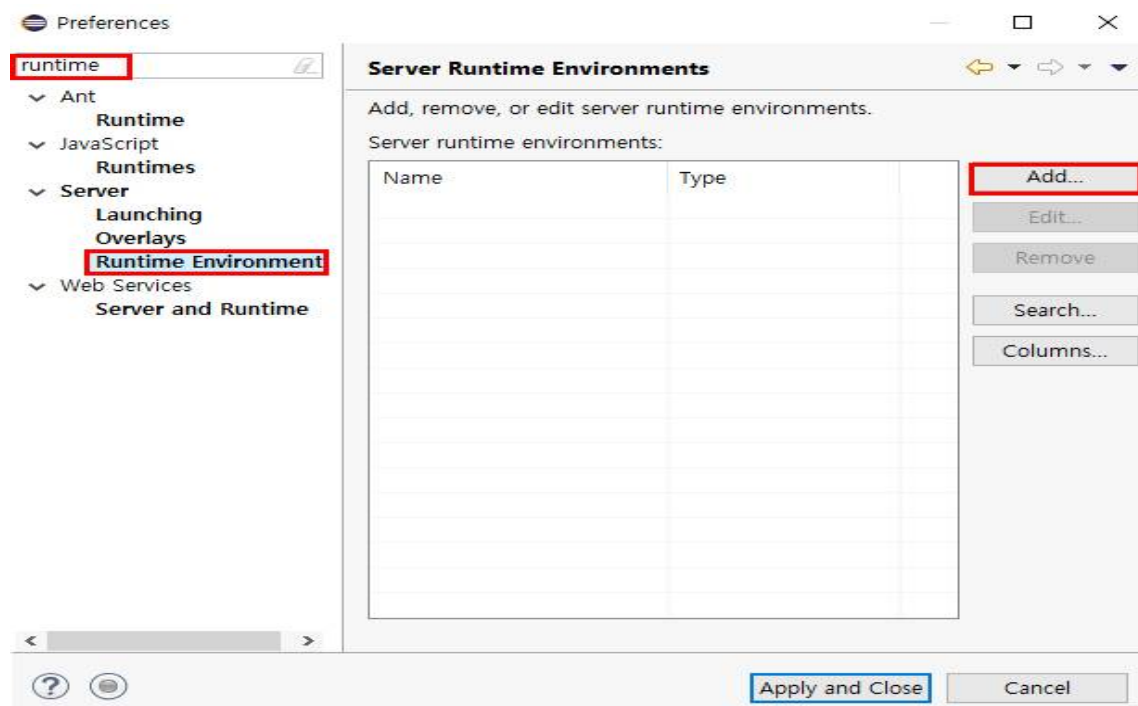 Preferences
runtime
Ant
Runtime
JavaScript
Runtimes
Server
Launching
Overlays
Runtime Environment
Web Services
Server and Runtime
Server Runtime Environments
Add, remove, or edit server runtime environments.
Server runtime environments:
Name Type
Add...
Edit...
Remove
Search...
Columns...
? Apply and Close Cancel